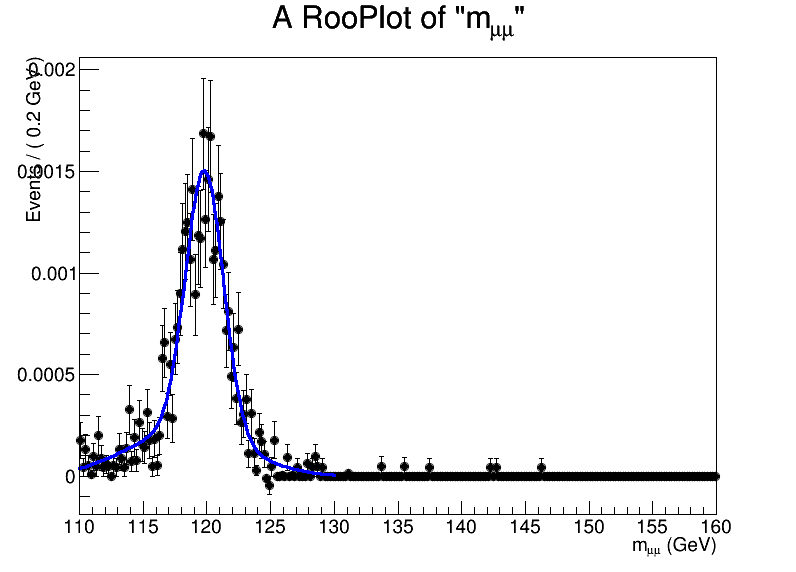 A RooPlot of "mμμ"
Events / ( 0.2 GeV )
0.002
0.0015
0.001
0.0005
0
110 115 120 125 130 135 140 145 150 155 160
mμμ (GeV)